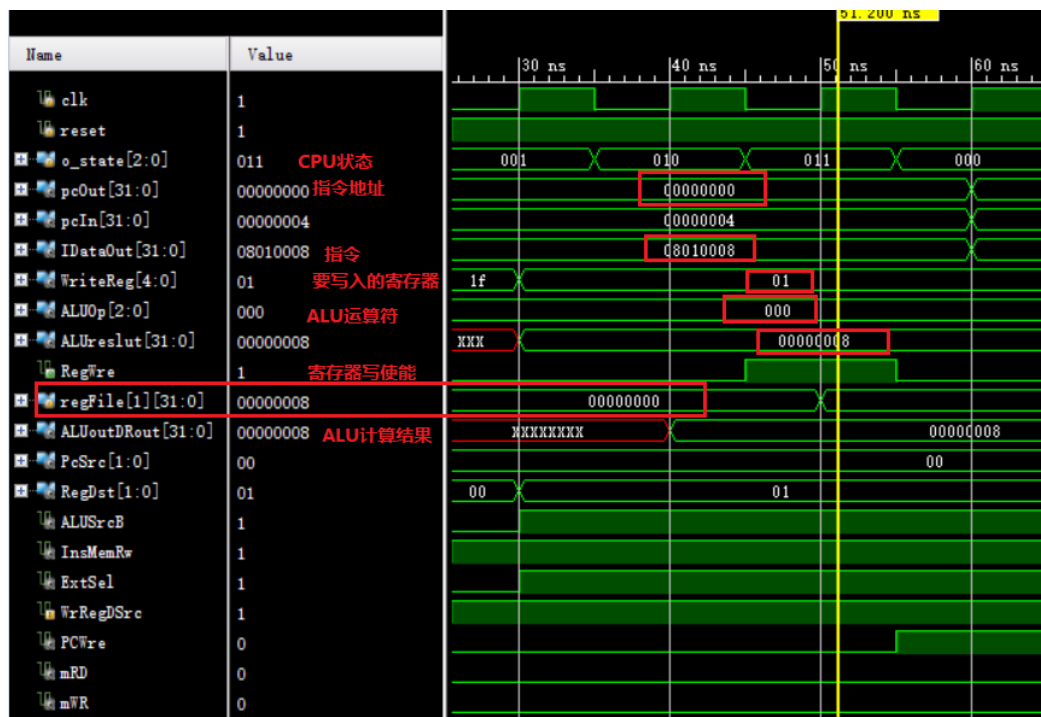 51.200 ns
Name Value
30 ns 40 ns 50 ns 60 ns
clk 1
reset 1
o_state[2:0] 011 CPU状态 001 010 011 000
pcOut[31:0] 00000000 指令地址 00000000
pcIn[31:0] 00000004 00000004
IDataOut[31:0] 08010008 指令 08010008
WriteReg[4:0] 01 要写入的寄存器 1f 01
ALUOp[2:0] 000 ALU运算符 000
ALUreslut[31:0] 00000008 XXX 00000008
RegWre 1 寄存器写使能
regFile[1][31:0] 00000008 00000000
ALUoutDRout[31:0] 00000008 ALU计算结果 XXXXXXXX 00000008
PcSrc[1:0] 00 00
RegDst[1:0] 01 00 01
ALUSrcB 1
InsMemRw 1
ExtSel 1
WrRegDSrc 1
PCWre 0
mRD 0
mWR 0